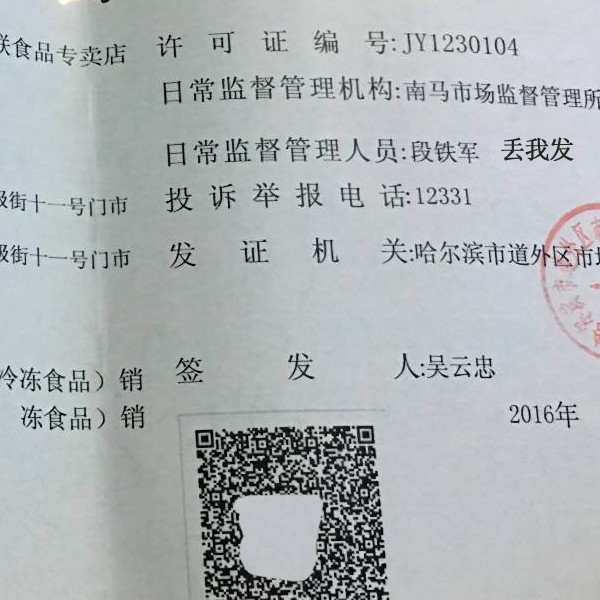 联食品专卖店 许可证编号:JY1230104
日常监督管理机构:南马市场监督管理所
日常监督管理人员:段铁军 丢我发
级街十一号门市 投诉举报电话:12331
级街十一号门市 发证机关:哈尔滨市道外区市场
冷冻食品）销 签发人:吴云忠
冻食品）销 2016年